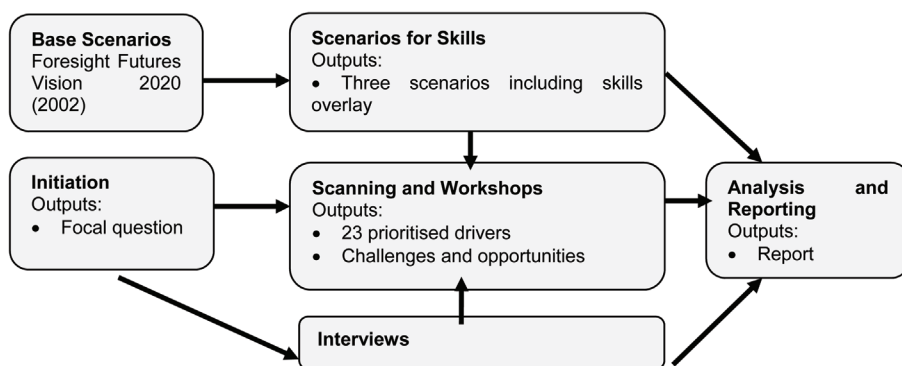 Base Scenarios
Foresight Futures
Vision 2020
(2002)
Scenarios for Skills
Outputs:
• Three scenarios including skills
overlay
Initiation
Outputs:
• Focal question
Scanning and Workshops
Outputs:
• 23 prioritised drivers
• Challenges and opportunities
Analysis and
Reporting
Outputs:
• Report
Interviews